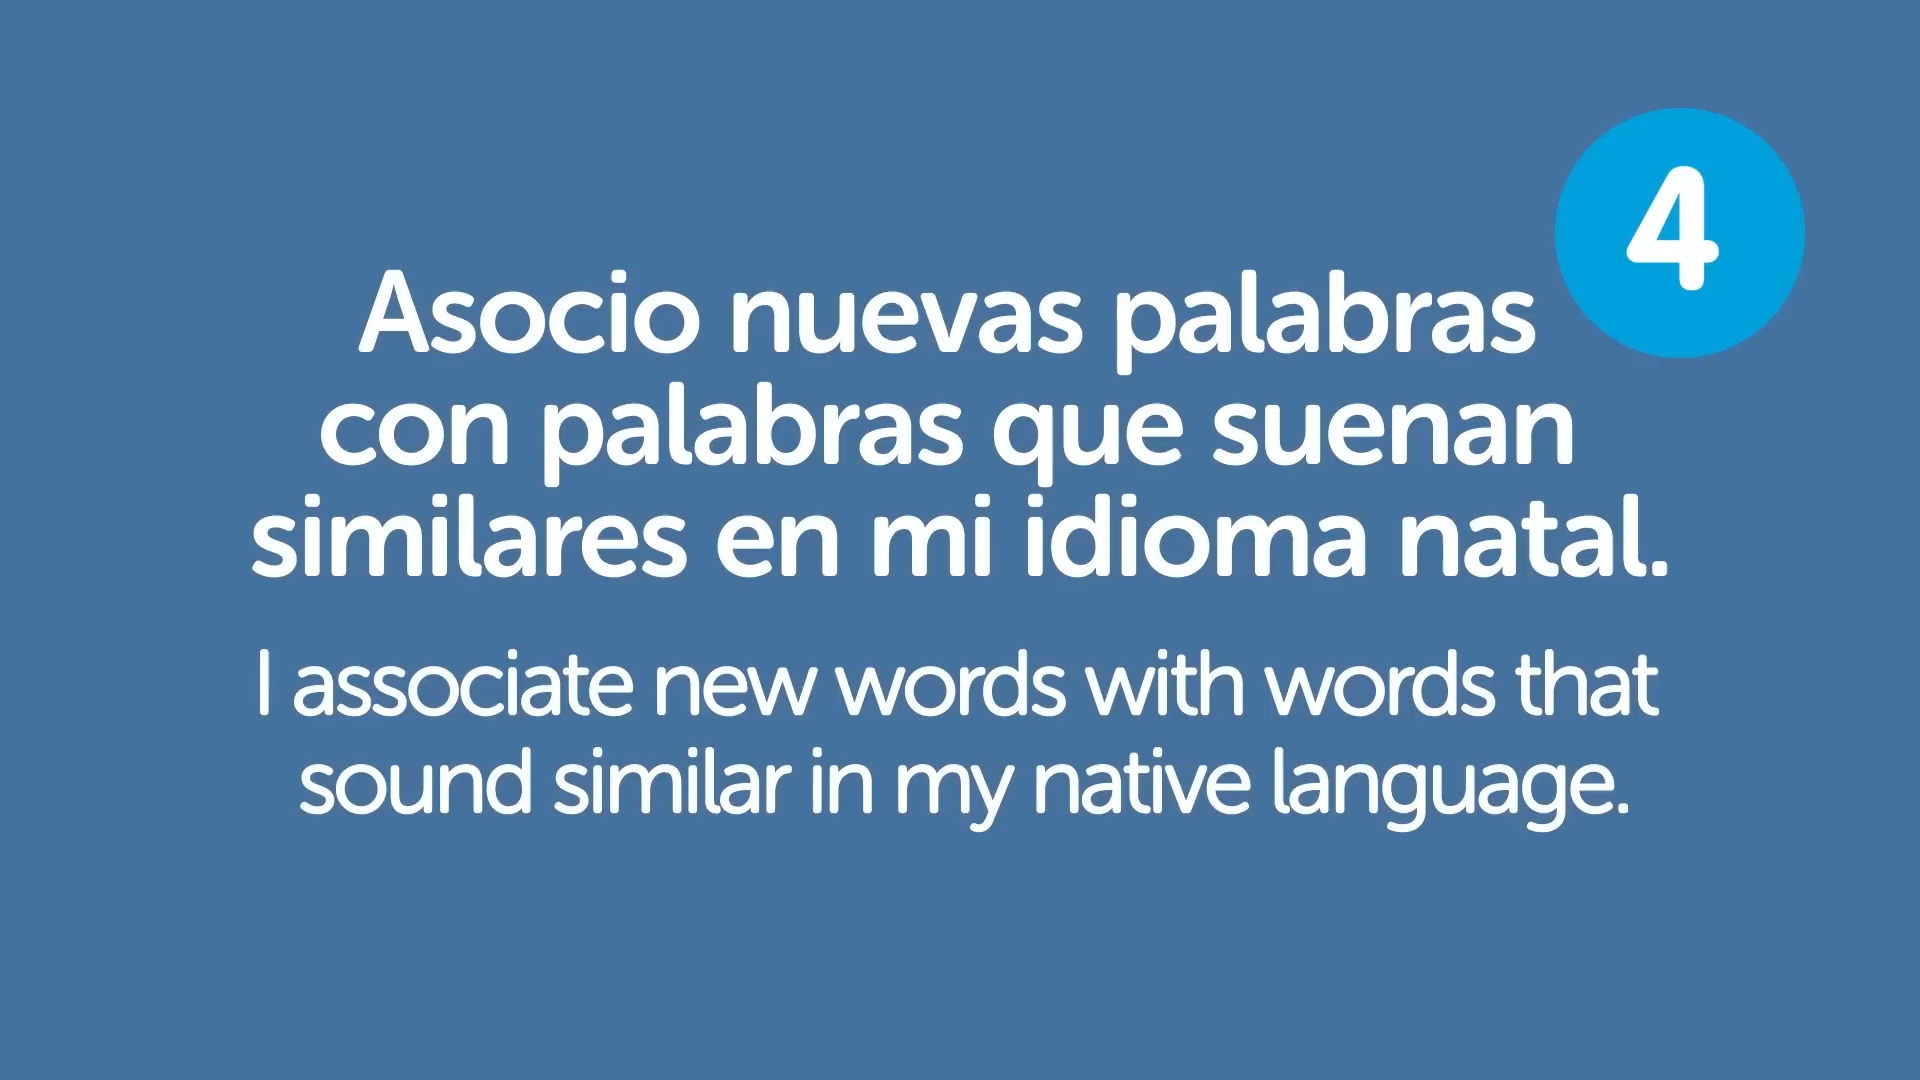 4
Asocio nuevas palabras
con palabras que suenan
similares en mi idioma natal.
I associate new words with words that
sound similar in my native language.